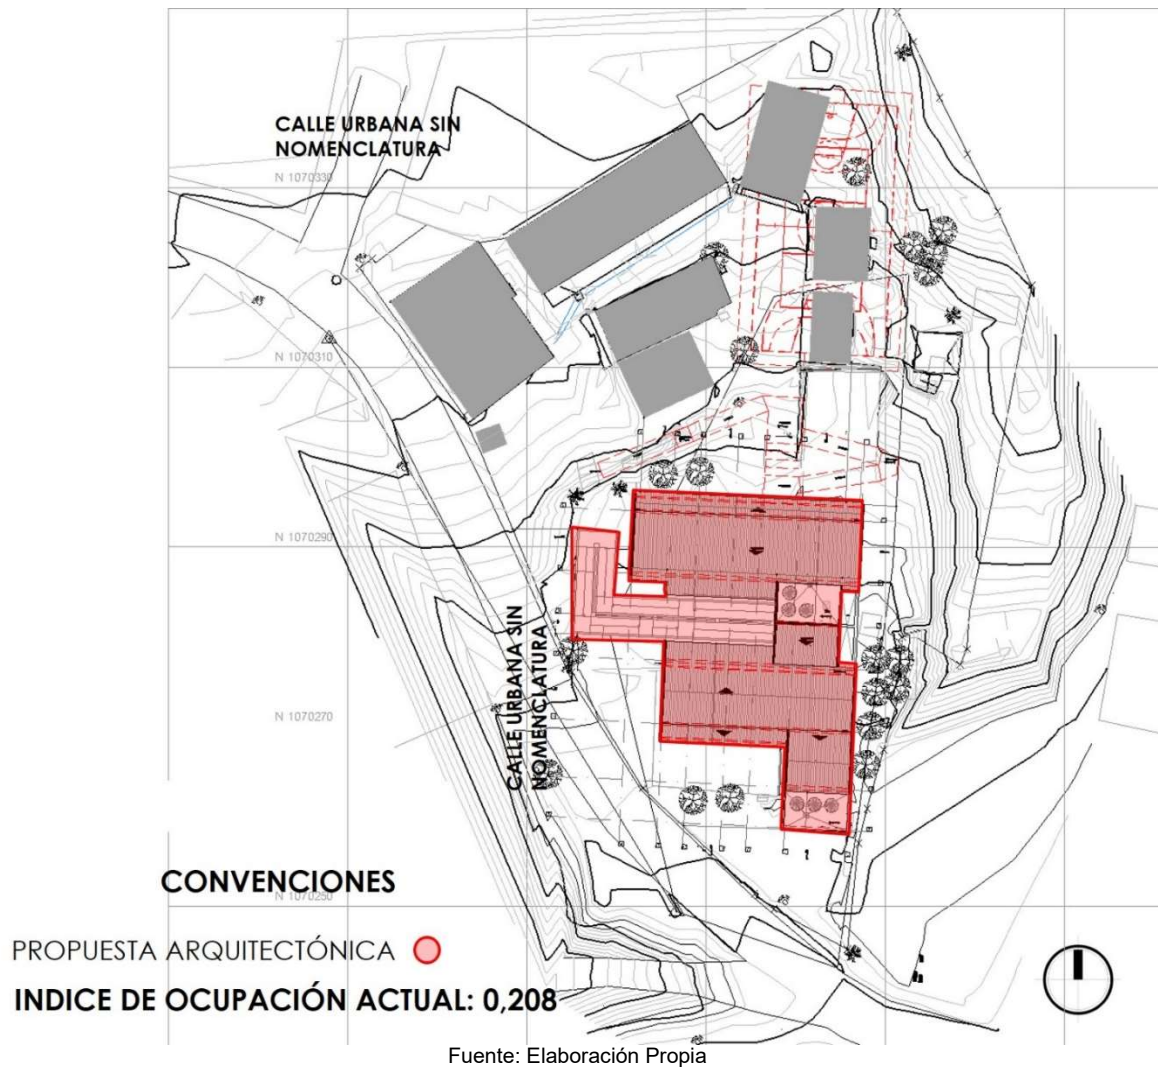 CALLE URBANA SIN
NOMENCLATURA
N 1070330
N 1070310
N 1070290
CALLE URBANA SIN
NOMENCLATURA
N 1070270
CONVENCIONES
N 1070250
PROPUESTA ARQUITECTÓNICA
INDICE DE OCUPACIÓN ACTUAL: 0,208
Fuente: Elaboración Propia